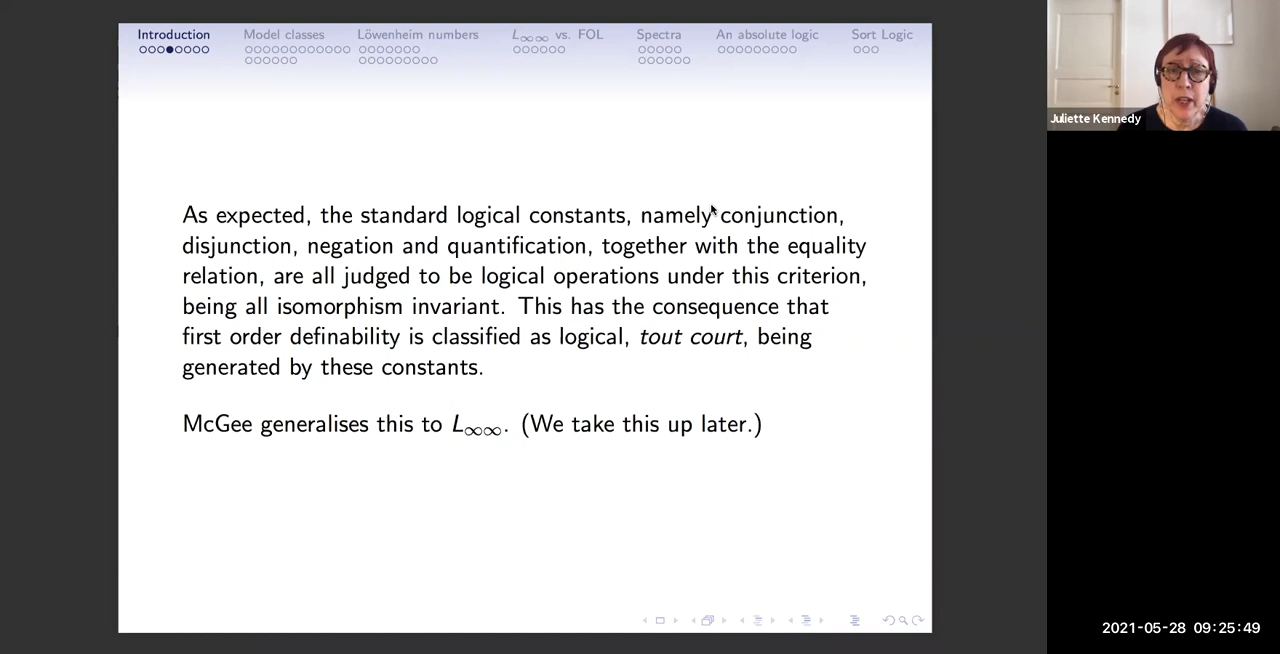 Introduction Model classes Löwenheim numbers L∞∞ vs. FOL Spectra An absolute logic Sort Logic
As expected, the standard logical constants, namely conjunction,
disjunction, negation and quantification, together with the equality
relation, are all judged to be logical operations under this criterion,
being all isomorphism invariant. This has the consequence that
first order definability is classified as logical, tout court, being
generated by these constants.
McGee generalises this to L∞∞. (We take this up later.)
Juliette Kennedy
2021-05-28 09:25:49